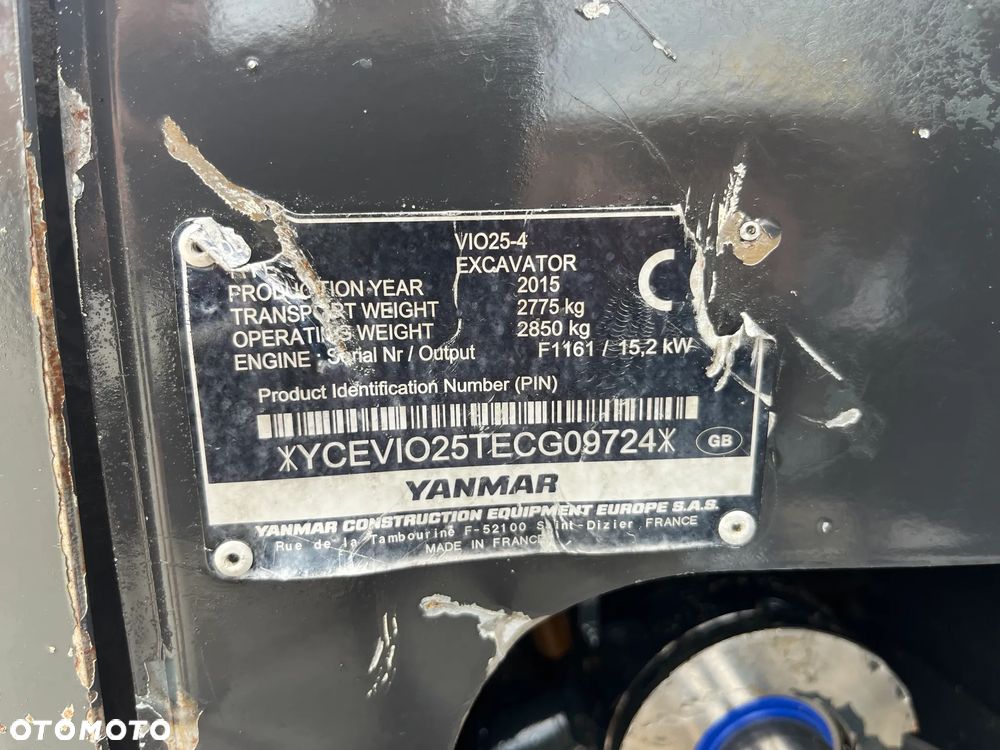 VIO25-4
EXCAVATOR
PRODUCTION YEAR 2015
TRANSPORT WEIGHT 2775 kg
OPERATING WEIGHT 2850 kg
ENGINE : Serial Nr / Output F1161 / 15,2 kW
Product Identification Number (PIN)
*YCEVIO25TECG09724*
GB
YANMAR
YANMAR CONSTRUCTION EQUIPMENT EUROPE S.A.S.
Rue de la Tambourine F-52100 Saint-Dizier FRANCE
MADE IN FRANCE
OTOMOTO